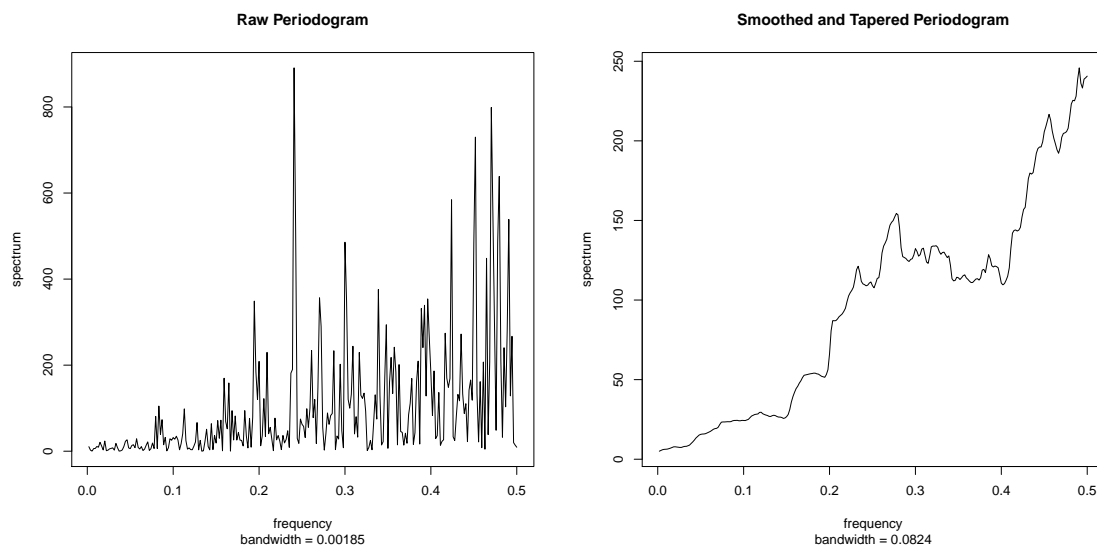 Raw Periodogram
spectrum
800
600
400
200
0
0.0 0.1 0.2 0.3 0.4 0.5
frequency
bandwidth = 0.00185
Smoothed and Tapered Periodogram
spectrum
250
200
150
100
50
0
0.0 0.1 0.2 0.3 0.4 0.5
frequency
bandwidth = 0.0824